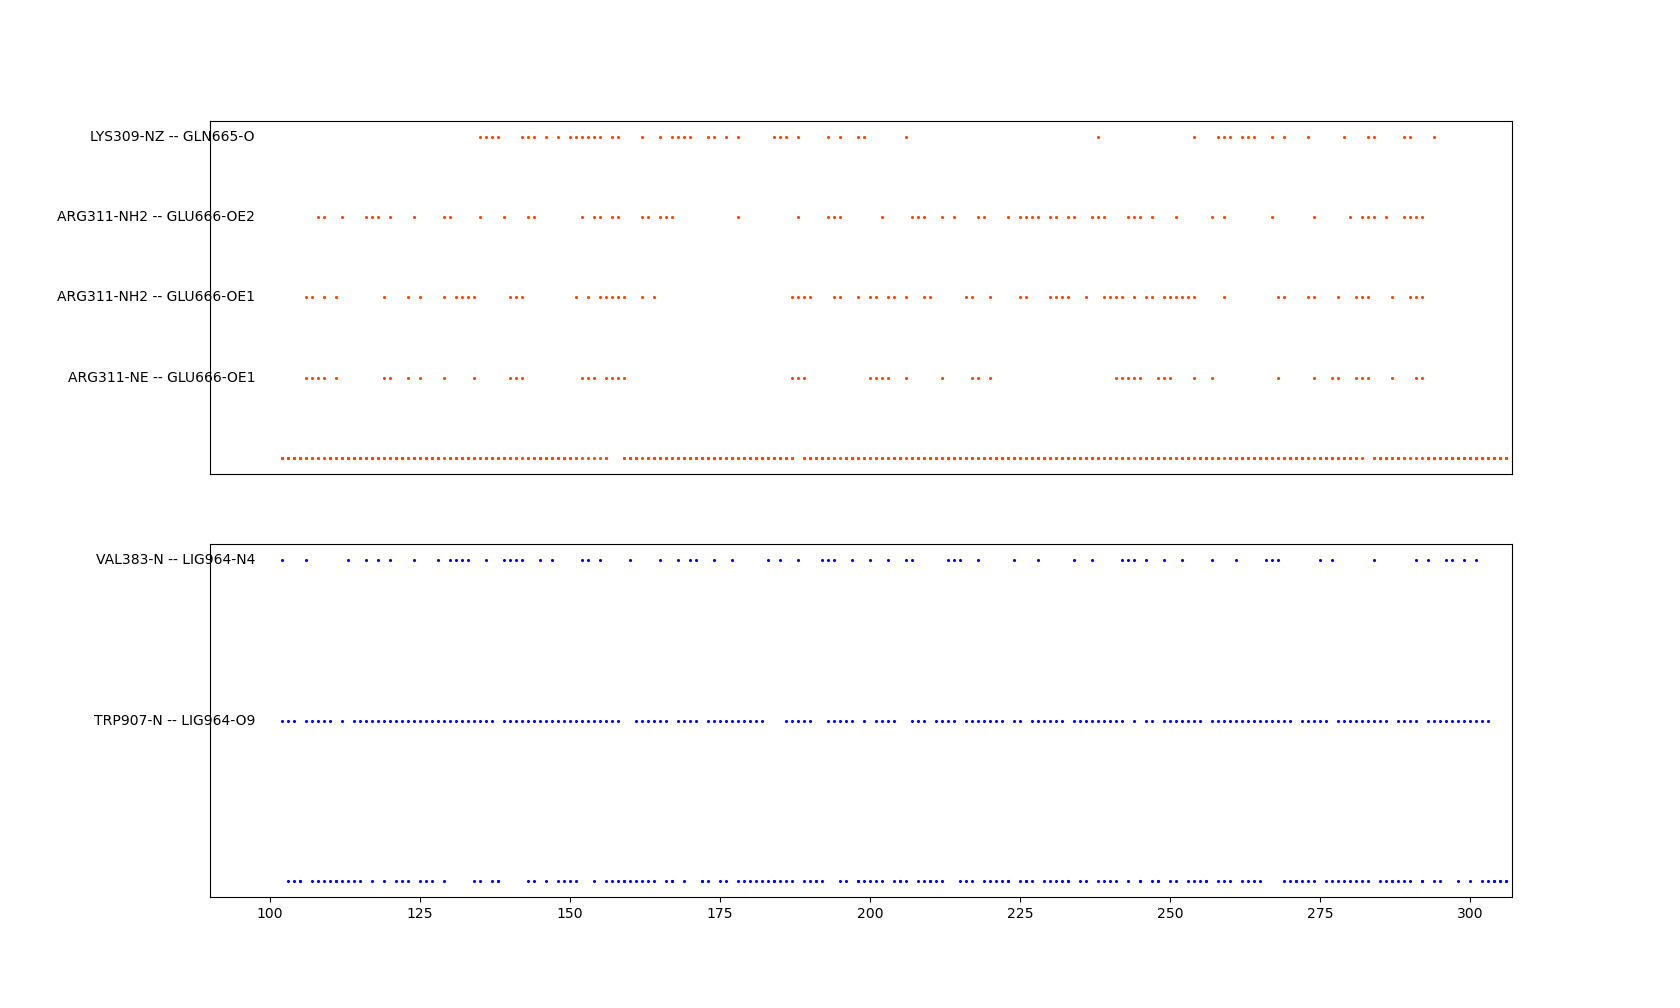 LYS309-NZ -- GLN665-O
ARG311-NH2 -- GLU666-OE2
ARG311-NH2 -- GLU666-OE1
ARG311-NE -- GLU666-OE1
VAL383-N -- LIG964-N4
TRP907-N -- LIG964-O9
100 125 150 175 200 225 250 275 300